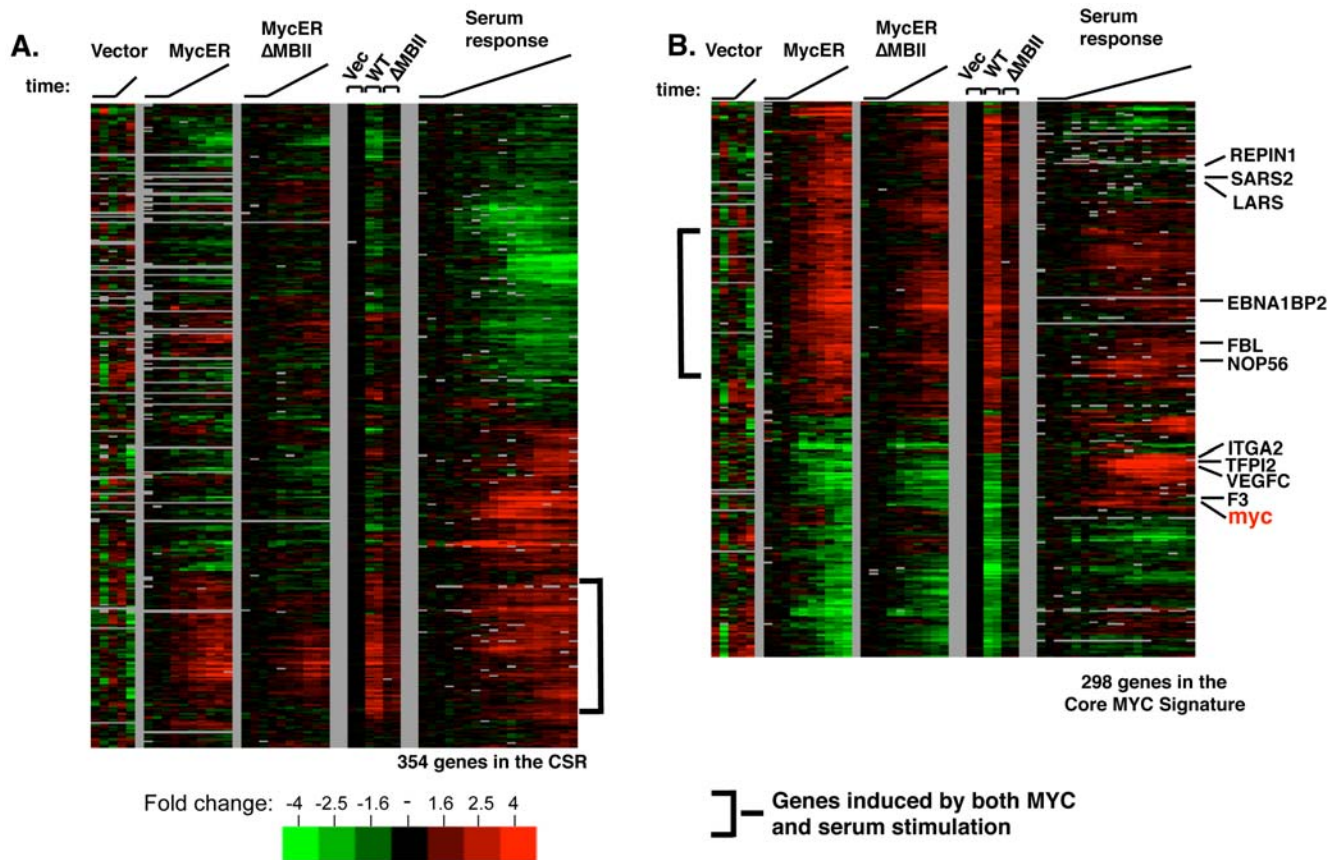 A.
Vector
MycER
MycER
ΔMBII
Vec
WT
ΔMBII
Serum
response
time:
354 genes in the CSR
Fold change:
-4 -2.5 -1.6 - 1.6 2.5 4
B.
Vector
MycER
MycER
ΔMBII
Vec
WT
ΔMBII
Serum
response
time:
REPIN1
SARS2
LARS
EBNA1BP2
FBL
NOP56
ITGA2
TFPI2
VEGFC
F3
myc
298 genes in the
Core MYC Signature
Genes induced by both MYC
and serum stimulation